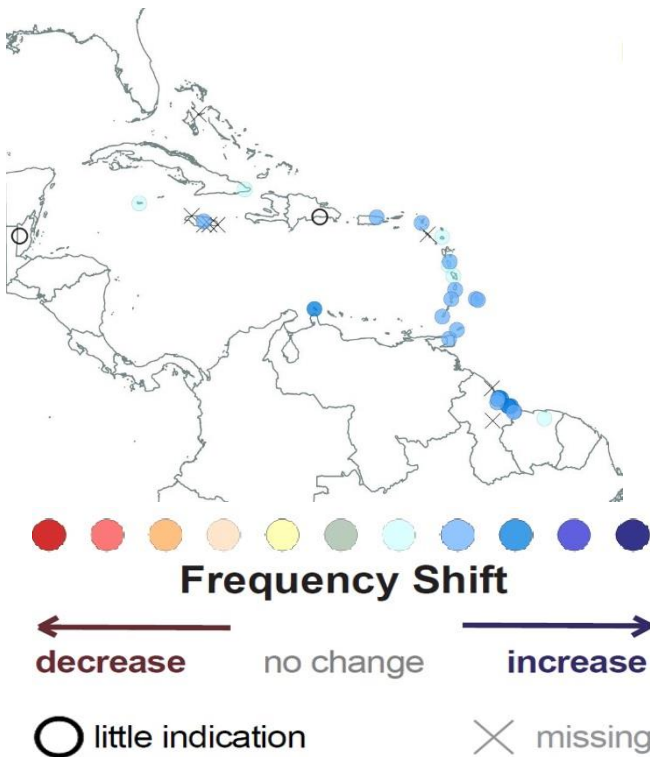 Frequency Shift
decrease no change increase
little indication missing